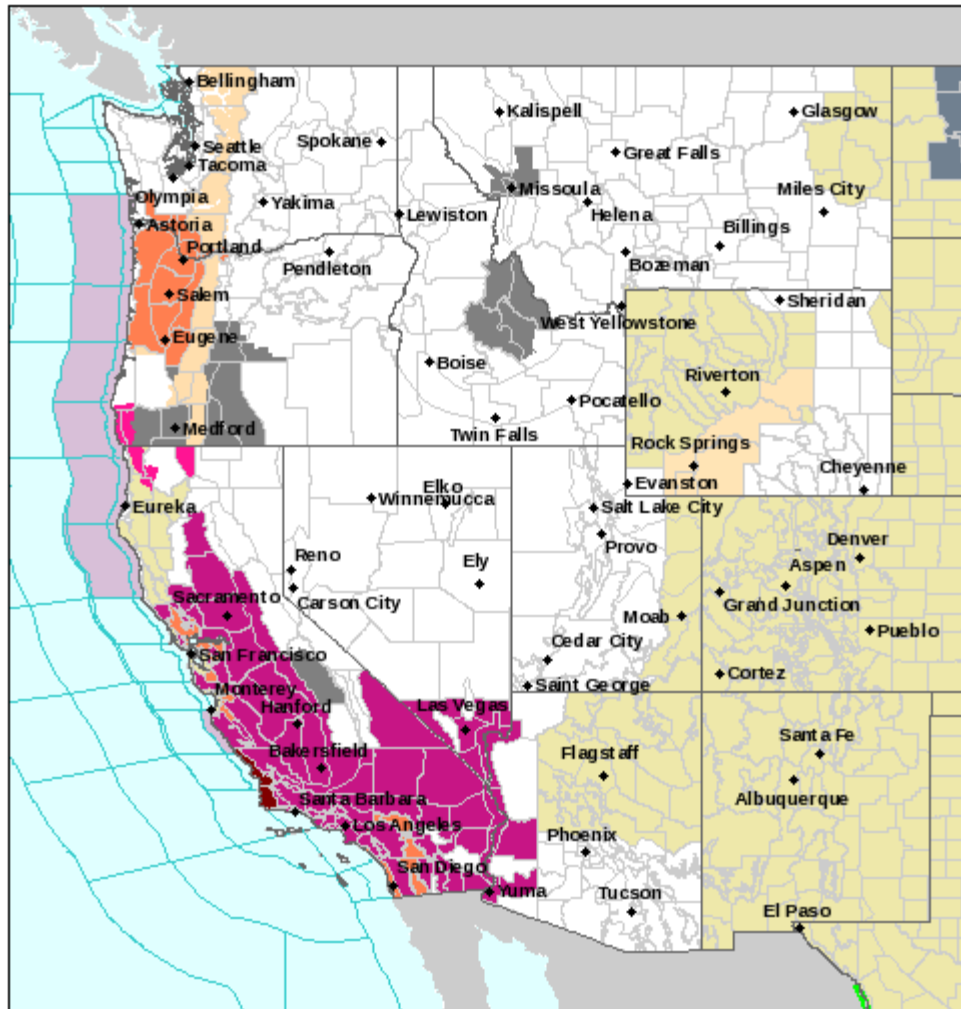 Bellingham
Kalispell
Glasgow
Seattle
Spokane
Great Falls
Tacoma
Missoula
Miles City
Olympia
Yakima
Lewiston
Helena
Astoria
Billings
Portland
Pendleton
Bozeman
Salem
Sheridan
West Yellowstone
Eugene
Boise
Riverton
Pocatello
Medford
Twin Falls
Rock Springs
Cheyenne
Elko
Evanston
Winnemucca
Eureka
Salt Lake City
Provo
Denver
Reno
Ely
Aspen
Sacramento
Carson City
Grand Junction
Moab
Pueblo
Cedar City
San Francisco
Cortez
Monterey
Saint George
Hanford
Las Vegas
Santa Fe
Bakersfield
Flagstaff
Albuquerque
Santa Barbara
Los Angeles
Phoenix
San Diego
Yuma
Tucson
El Paso